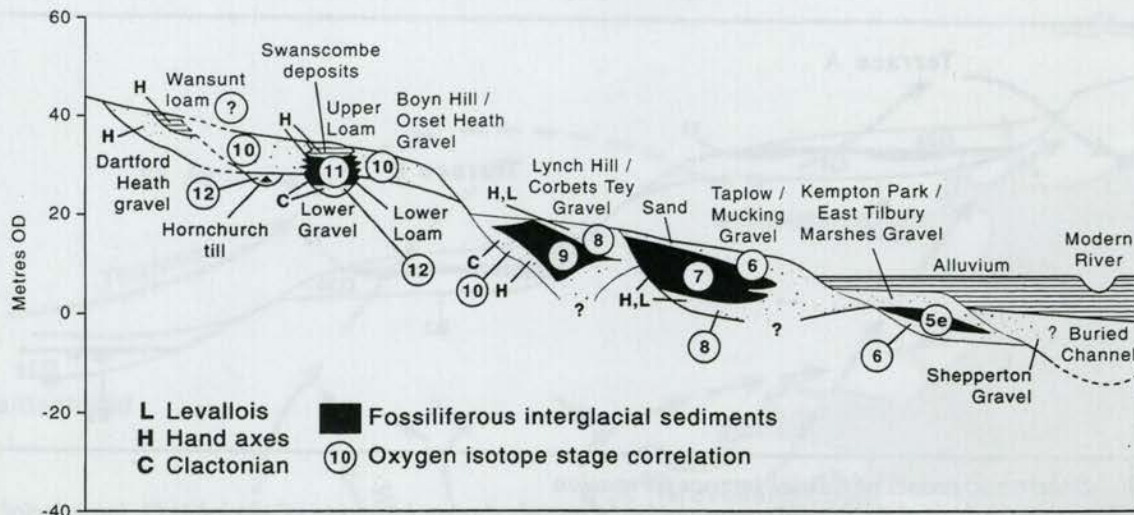 60
40
20
0
-20
-40
Metres OD
H
Wansunt
loam
?
H
Dartford
Heath
gravel
12
Hornchurch
till
10
Swanscombe
deposits
H
Upper
Loam
11
C
Lower
Gravel
Lower
Loam
12
10
Boyn Hill /
Orset Heath
Gravel
H,L
Lynch Hill /
Corbets Tey
Gravel
8
9
C
10
H
?
Sand
Taplow /
Mucking
Gravel
6
7
H,L
8
?
Kempton Park /
East Tilbury
Marshes Gravel
5e
6
Alluvium
Modern
River
?
Buried
Channel
Shepperton
Gravel
L Levallois
H Hand axes
C Clactonian
Fossiliferous interglacial sediments
10 Oxygen isotope stage correlation